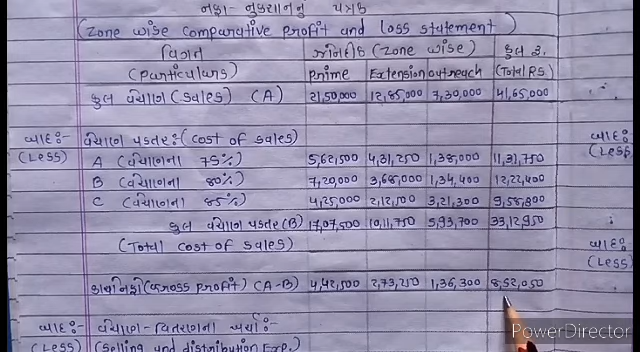 નફા - નુકસાનનું પત્રક
(Zone wise comparative profit and Loss statement)
વિગત ઝોનદીઠ (Zone wise) કુલ રૂ.
(Particulars) Prime Extension outreach (Total RS.)
કુલ વેચાણ (Sales) (A) 21,50,000 12,85,000 7,30,000 41,65,000
બાદ:- વેચાણ પડતર:- (Cost of sales) બાદ:-
(Less) A (વેચાણના 75%) 5,62,500 4,31,250 1,38,000 11,31,750 (Less)
B (વેચાણના 80%) 7,20,000 3,68,000 1,34,400 12,22,400
C (વેચાણના 85%) 4,25,000 2,12,500 3,21,300 9,58,800
કુલ વેચાણ પડતર (B) 17,07,500 10,11,750 5,93,700 33,12,950
(Total cost of sales) બાદ:-
(Less)
કાચો નફો (Gross profit) (A-B) 4,42,500 2,73,250 1,36,300 8,52,050
બાદ:- વેચાણ-વિતરણના ખર્ચા:-
(Less) (Selling and distribution Exp.)
PowerDirector